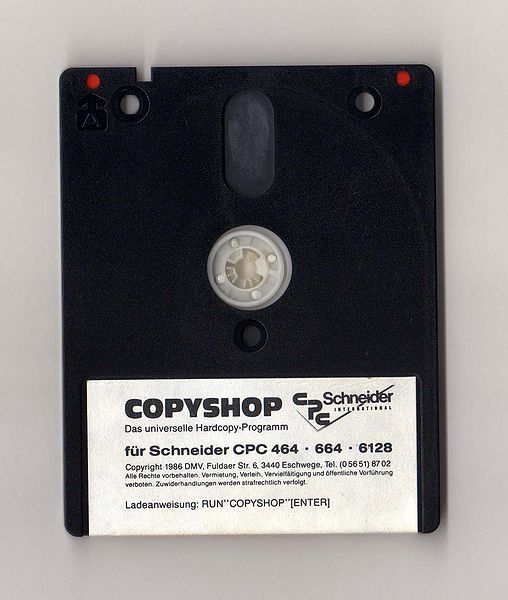 COPYSHOP
CPC Schneider
INTERNATIONAL
Das universelle Hardcopy-Programm
für Schneider CPC 464 · 664 · 6128
Copyright 1986 DMV, Fuldaer Str. 6, 3440 Eschwege, Tel. (0 56 51) 87 02
Alle Rechte vorbehalten. Vermietung, Verleih, Vervielfältigung und öffentliche Vorführung
verboten. Zuwiderhandlungen werden strafrechtlich verfolgt.
Ladeanweisung: RUN"COPYSHOP"[ENTER]